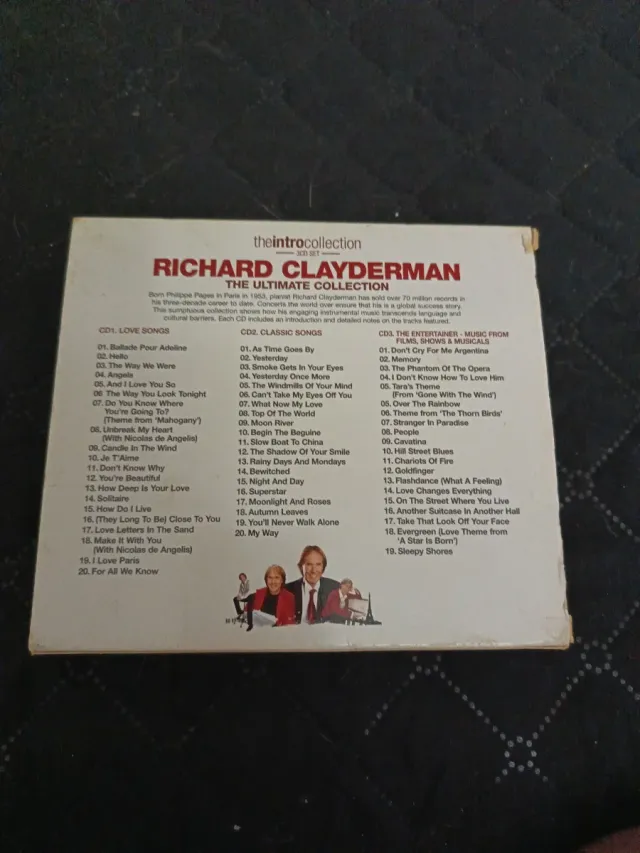 theintrocollection
3CD SET
RICHARD CLAYDERMAN
THE ULTIMATE COLLECTION
Born Philippe Pages in Paris in 1953, pianist Richard Clayderman has sold over 70 million records in
his three-decade career to date. Concerts the world over ensure that his is a global success story.
This sumptuous collection shows how his engaging instrumental music transcends language and
cultural barriers. Each CD includes an introduction and detailed notes on the tracks featured.
CD1. LOVE SONGS
01. Ballade Pour Adeline
02. Hello
03. The Way We Were
04. Angels
05. And I Love You So
06 The Way You Look Tonight
07. Do You Know Where
You're Going To?
(Theme from 'Mahogany')
08. Unbreak My Heart
(With Nicolas de Angelis)
09. Candle In The Wind
10. Je T'Aime
11. Don't Know Why
12. You're Beautiful
13. How Deep Is Your Love
14. Solitaire
15. How Do I Live
16. (They Long To Be) Close To You
17. Love Letters In The Sand
18. Make It With You
(With Nicolas de Angelis)
19. I Love Paris
20. For All We Know
CD2. CLASSIC SONGS
01. As Time Goes By
02. Yesterday
03. Smoke Gets In Your Eyes
04. Yesterday Once More
05. The Windmills Of Your Mind
06. Can't Take My Eyes Off You
07. What Now My Love
08. Top Of The World
09. Moon River
10. Begin The Beguine
11. Slow Boat To China
12. The Shadow Of Your Smile
13. Rainy Days And Mondays
14. Bewitched
15. Night And Day
16. Superstar
17. Moonlight And Roses
18. Autumn Leaves
19. You'll Never Walk Alone
20. My Way
CD3. THE ENTERTAINER - MUSIC FROM
FILMS, SHOWS & MUSICALS
01. Don't Cry For Me Argentina
02. Memory
03. The Phantom Of The Opera
04. I Don't Know How To Love Him
05. Tara's Theme
(From 'Gone With The Wind')
05. Over The Rainbow
06. Theme from 'The Thorn Birds'
07. Stranger In Paradise
08. People
09. Cavatina
10. Hill Street Blues
11. Chariots Of Fire
12. Goldfinger
13. Flashdance (What A Feeling)
14. Love Changes Everything
15. On The Street Where You Live
16. Another Suitcase In Another Hall
17. Take That Look Off Your Face
18. Evergreen (Love Theme from
'A Star Is Born')
19. Sleepy Shores